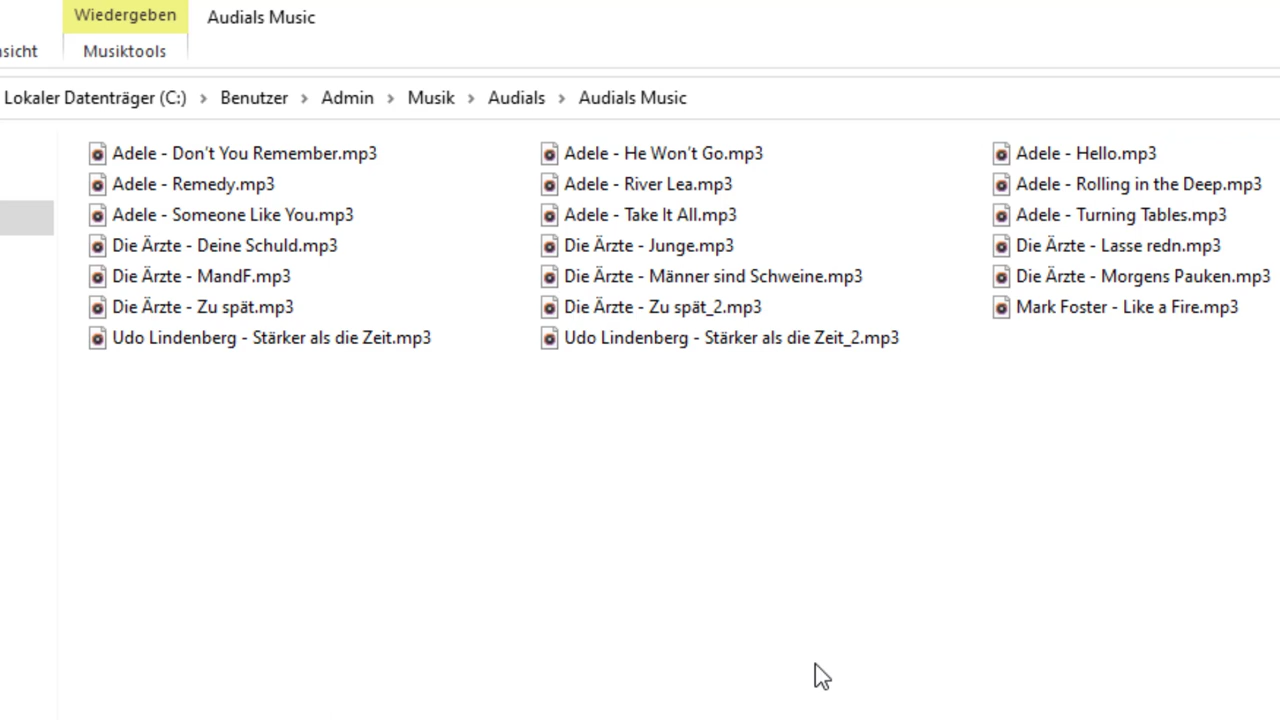 Wiedergeben Audials Music
sicht Musiktools
Lokaler Datenträger (C:) > Benutzer > Admin > Musik > Audials > Audials Music
Adele - Don't You Remember.mp3 Adele - He Won't Go.mp3 Adele - Hello.mp3
Adele - Remedy.mp3 Adele - River Lea.mp3 Adele - Rolling in the Deep.mp3
Adele - Someone Like You.mp3 Adele - Take It All.mp3 Adele - Turning Tables.mp3
Die Ärzte - Deine Schuld.mp3 Die Ärzte - Junge.mp3 Die Ärzte - Lasse redn.mp3
Die Ärzte - MandF.mp3 Die Ärzte - Männer sind Schweine.mp3 Die Ärzte - Morgens Pauken.mp3
Die Ärzte - Zu spät.mp3 Die Ärzte - Zu spät_2.mp3 Mark Foster - Like a Fire.mp3
Udo Lindenberg - Stärker als die Zeit.mp3 Udo Lindenberg - Stärker als die Zeit_2.mp3